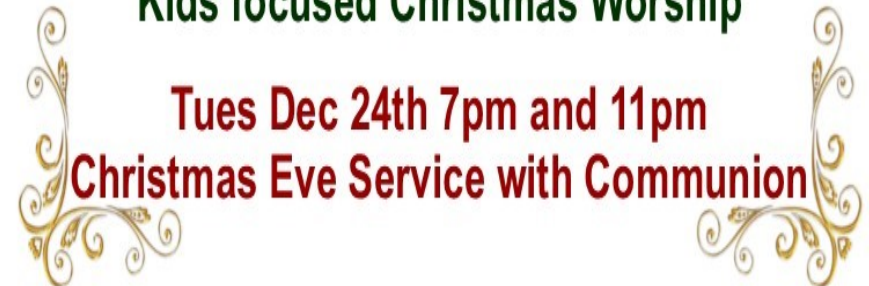 Kids focused Christmas Worship
Tues Dec 24th 7pm and 11pm
Christmas Eve Service with Communion